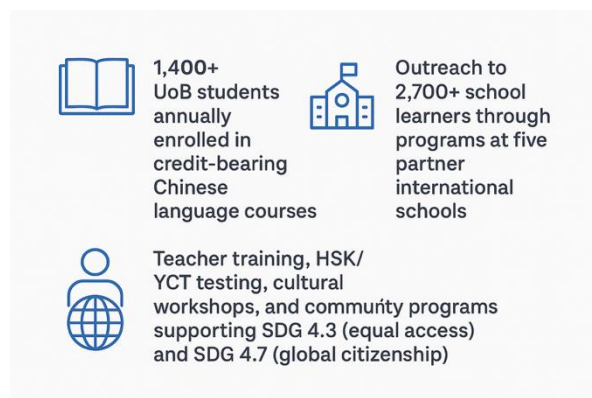 1,400+
UoB students
annually
enrolled in
credit-bearing
Chinese
language courses
Outreach to
2,700+ school
learners through
programs at five
partner
international
schools
Teacher training, HSK/
YCT testing, cultural
workshops, and community programs
supporting SDG 4.3 (equal access)
and SDG 4.7 (global citizenship)